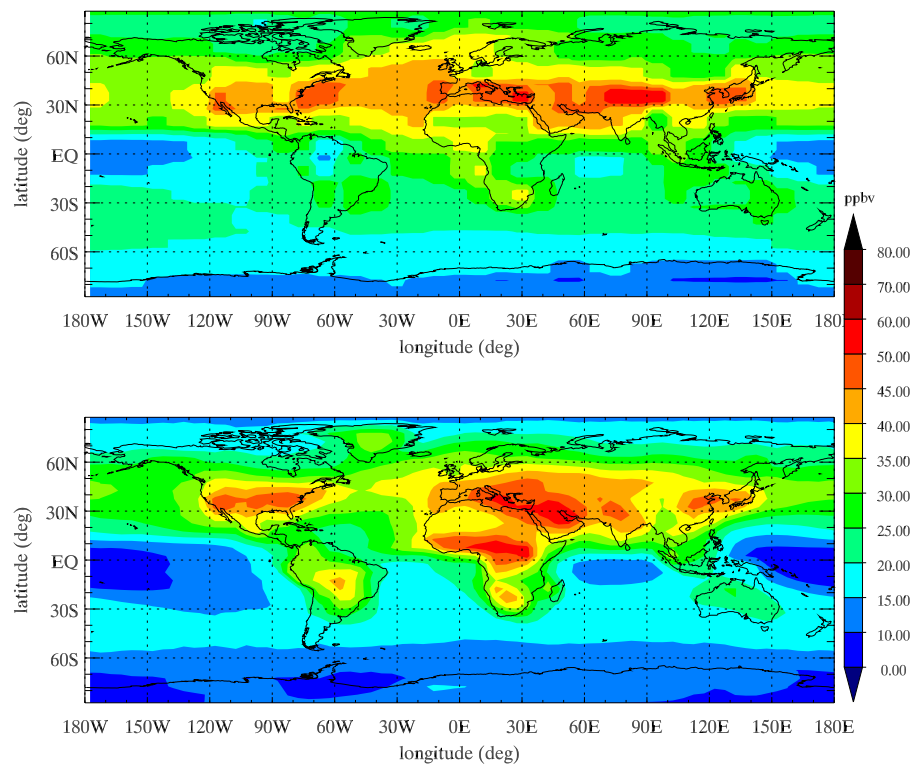 60N
30N
EQ
30S
60S
latitude (deg)
180W 150W 120W 90W 60W 30W 0E 30E 60E 90E 120E 150E 180E
longitude (deg)
ppbv
80.00
70.00
60.00
50.00
45.00
40.00
35.00
30.00
25.00
20.00
15.00
10.00
0.00
60N
30N
EQ
30S
60S
latitude (deg)
180W 150W 120W 90W 60W 30W 0E 30E 60E 90E 120E 150E 180E
longitude (deg)